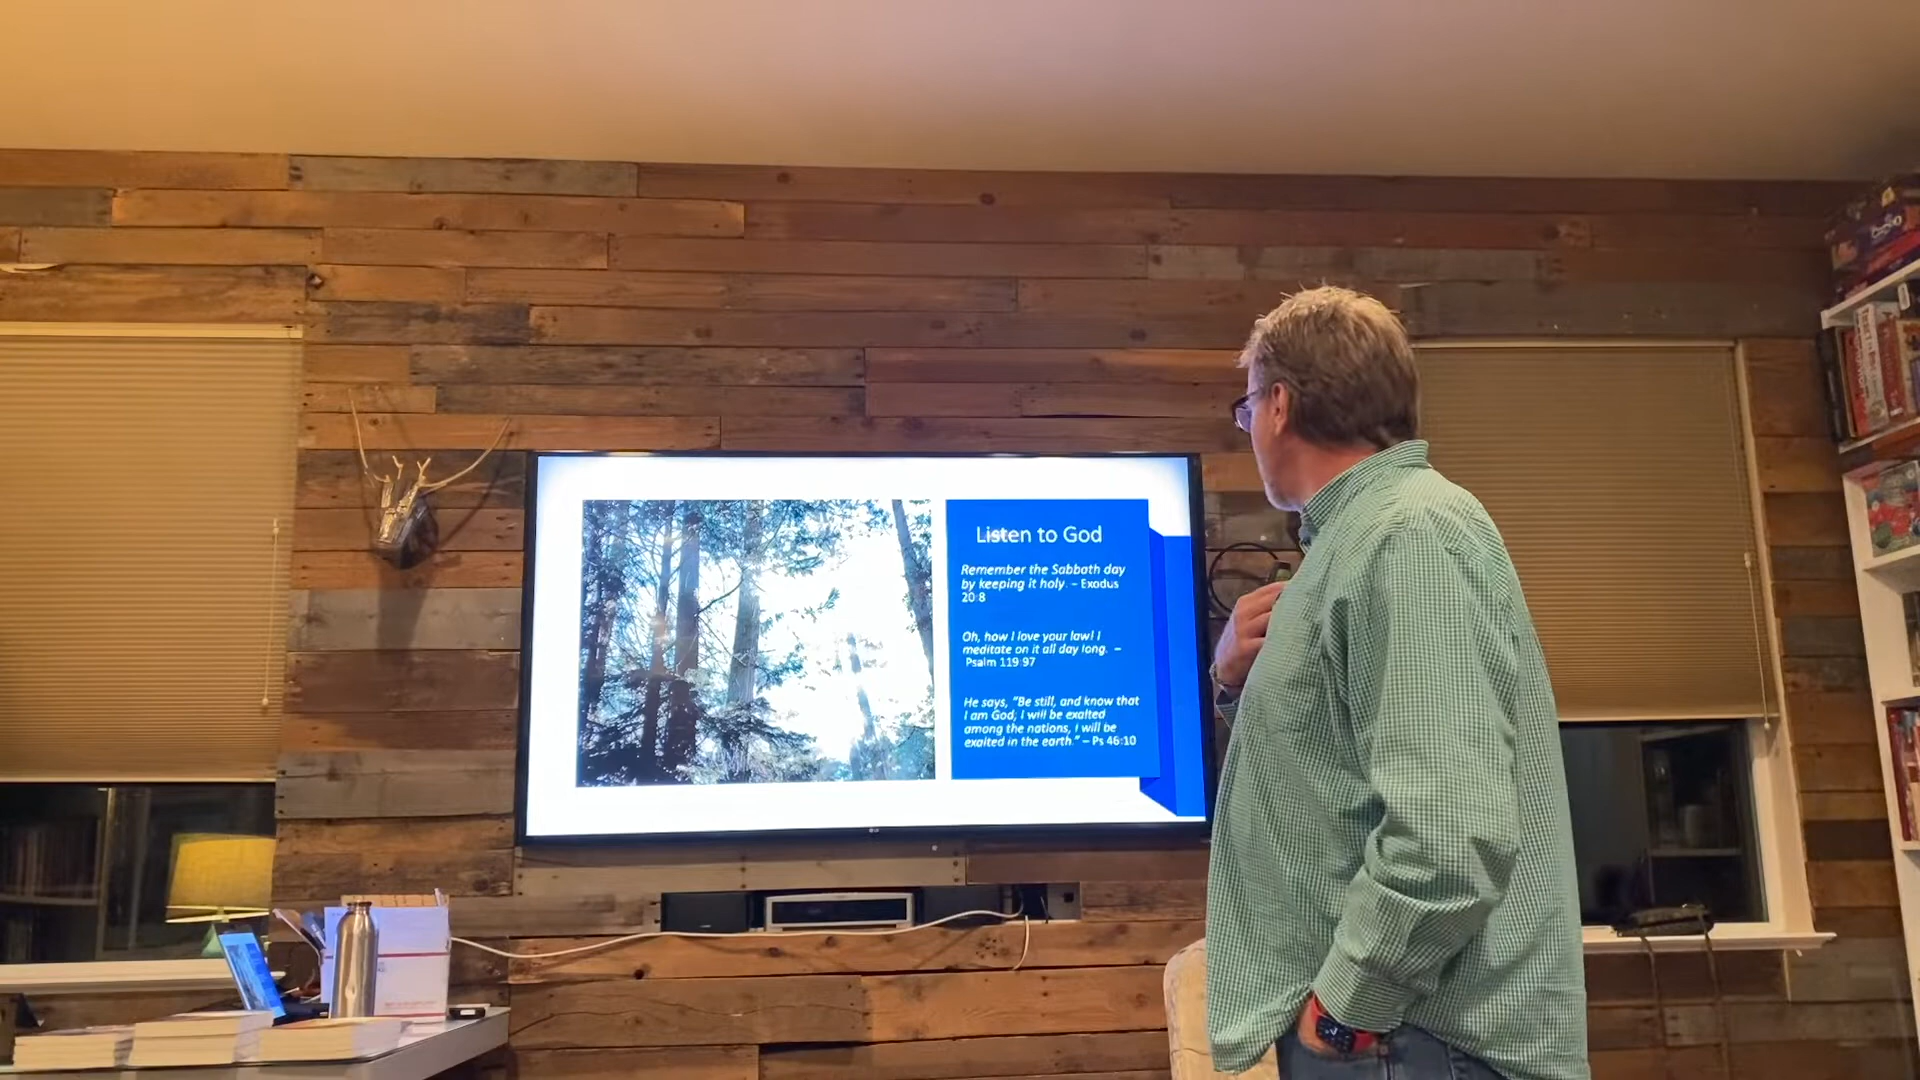 Listen to God
Remember the Sabbath day
by keeping it holy. – Exodus
20:8
Oh, how I love your law! I
meditate on it all day long. –
Psalm 119:97
He says, "Be still, and know that
I am God; I will be exalted
among the nations, I will be
exalted in the earth." – Ps 46:10
LG